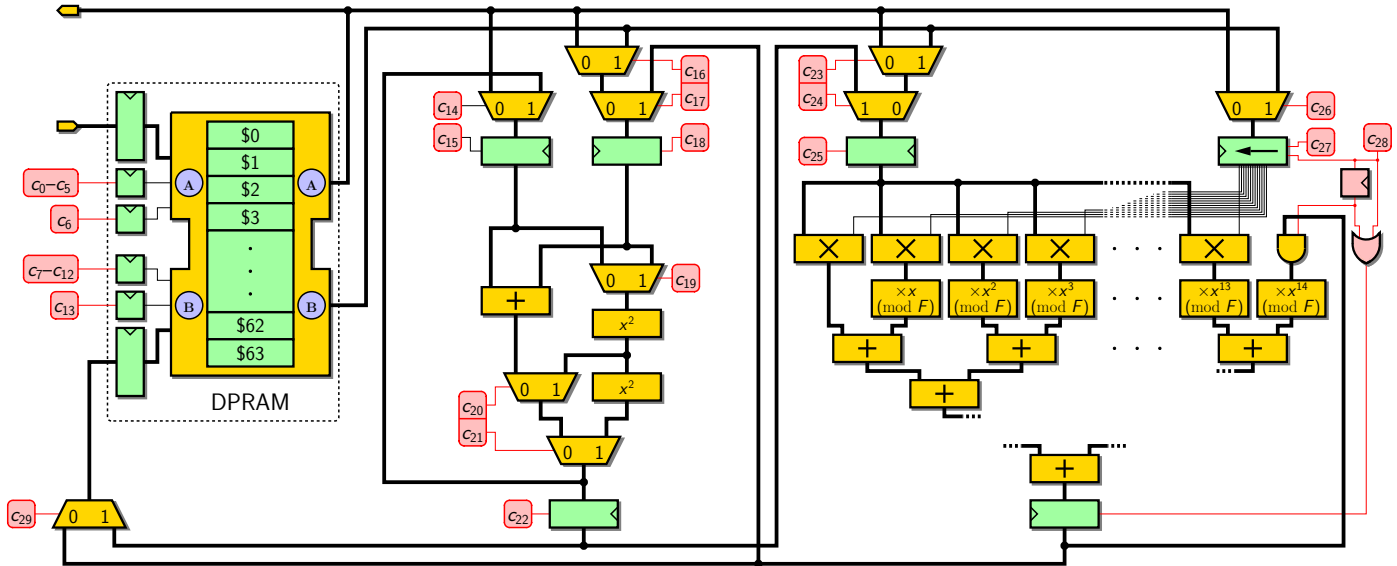 0 1
c16
c17
0 1
c23
c24
1 0
0 1
c14
0 1
0 1
c26
c15
c18
c25
c27
c28
$0
$1
$2
$3
.
.
.
$62
$63
A
A
B
B
c0–c5
c6
c7–c12
c13
DPRAM
0 1
c19
+
x²
x²
0 1
c20
c21
0 1
c22
c29
0 1
× × × × · · · ×
×x (mod F)
×x² (mod F)
×x³ (mod F)
· · ·
×x¹³ (mod F)
×x¹⁴ (mod F)
+ + · · · +
+
+